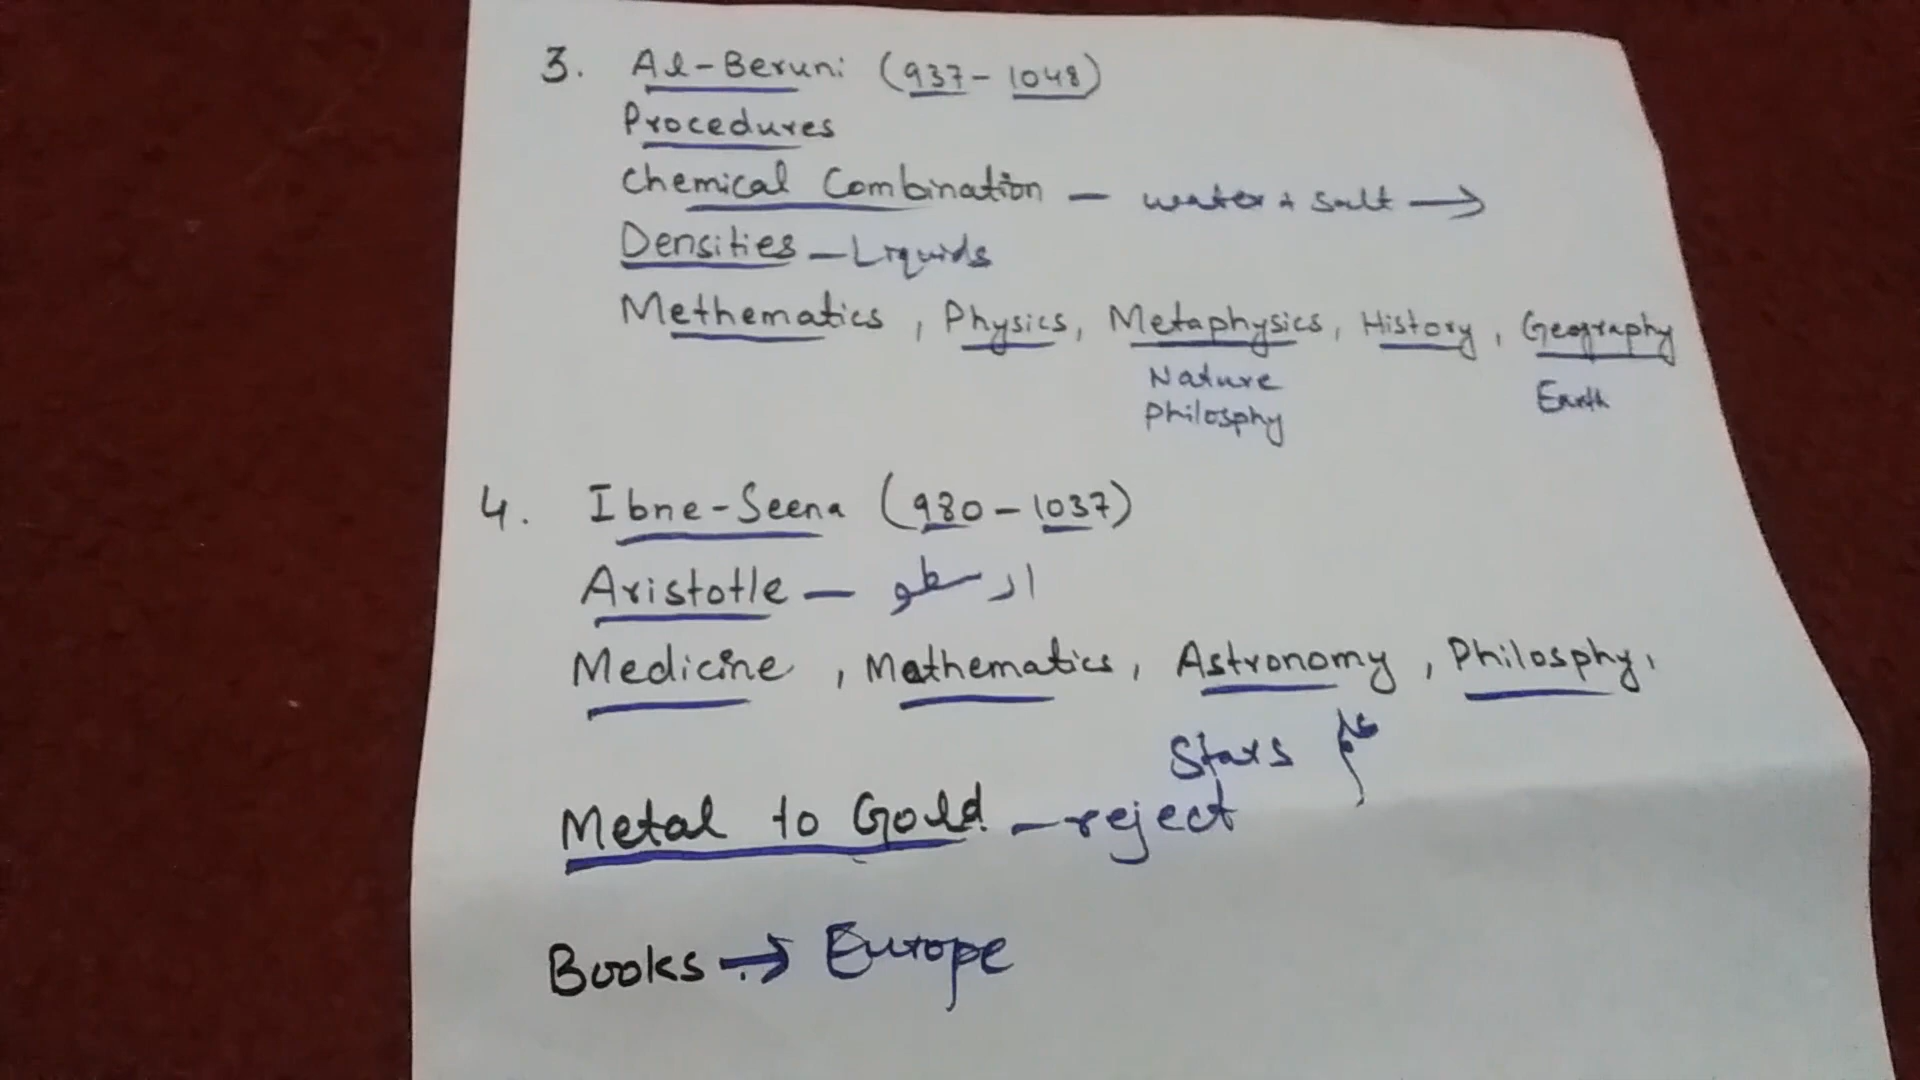 3. Al-Beruni (937-1048)
Procedures
Chemical Combination - water + salt →
Densities - Liquids
Methematics, Physics, Metaphysics, History, Geography
Nature Earth
Philosphy
4. Ibne-Seena (980-1037)
Aristotle - ارسطو
Medicine, Mathematics, Astronomy, Philosphy,
Stars
Metal to Gold - reject
Books → Europe